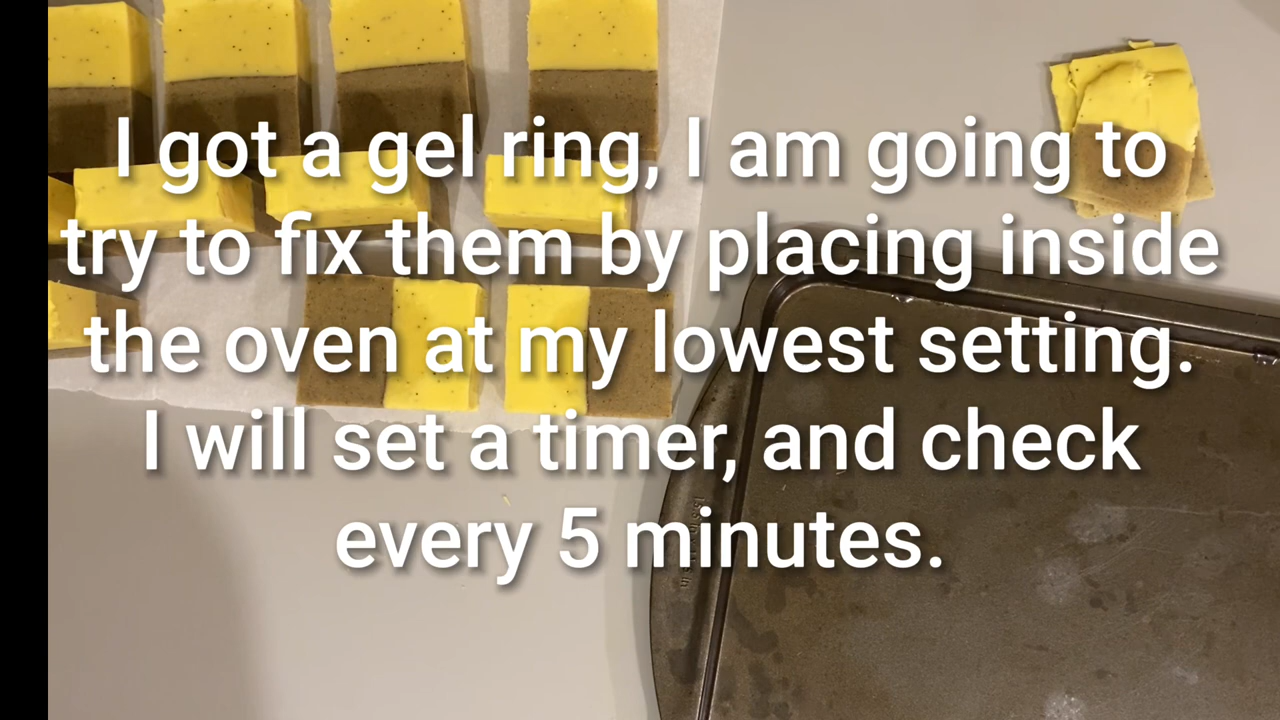 I got a gel ring, I am going to
try to fix them by placing inside
the oven at my lowest setting.
I will set a timer, and check
every 5 minutes.